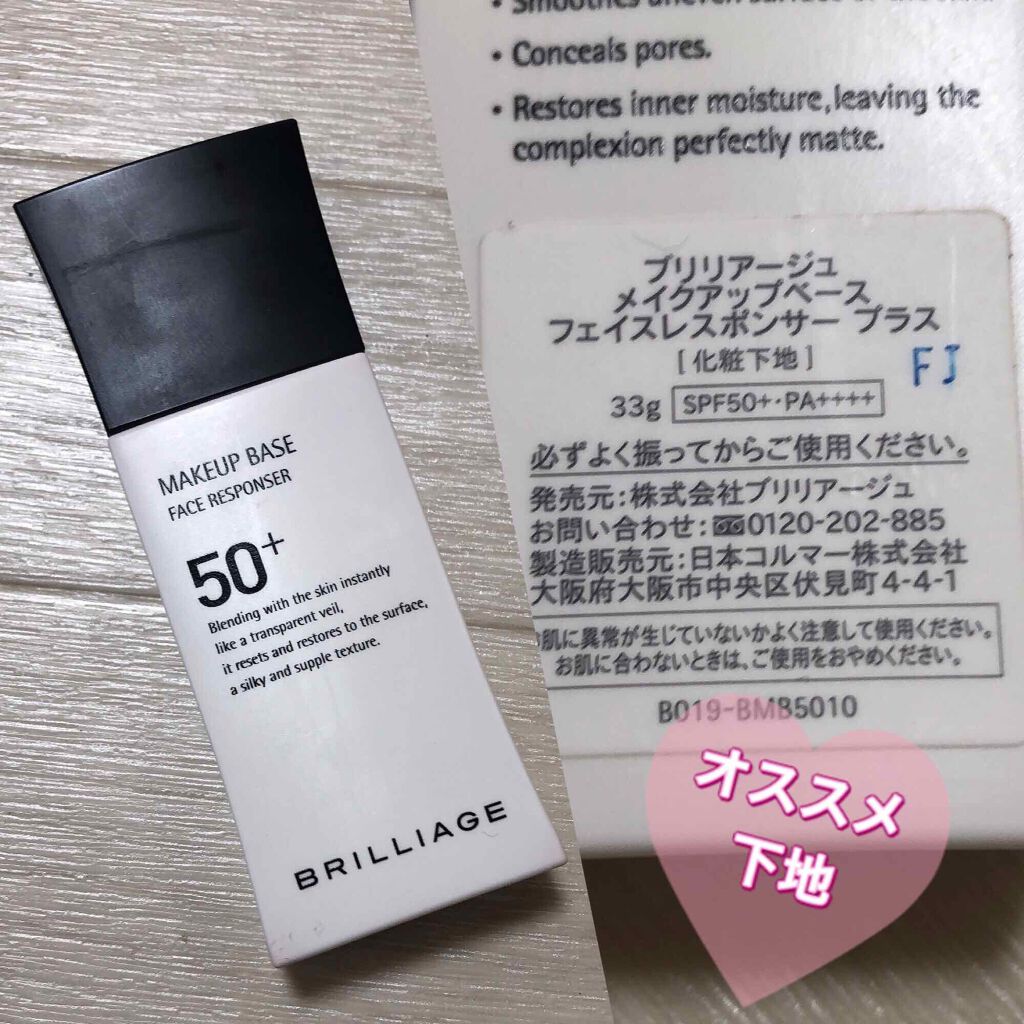 MAKEUP BASE
FACE RESPONSER
50+
Blending with the skin instantly
like a transparent veil,
it resets and restores to the surface,
a silky and supple texture.
BRILLIAGE
• Smoothes uneven surface of the skin.
• Conceals pores.
• Restores inner moisture, leaving the
complexion perfectly matte.
ブリリアージュ
メイクアップベース
フェイスレスポンサー プラス
[化粧下地]
FJ
33g SPF50+・PA++++
必ずよく振ってからご使用ください。
発売元:株式会社ブリリアージュ
お問い合わせ:0120-202-885
製造販売元:日本コルマー株式会社
大阪府大阪市中央区伏見町4-4-1
お肌に異常が生じていないかよく注意して使用ください。
お肌に合わないときは、ご使用をおやめください。
B019-BMB5010
オススメ
下地